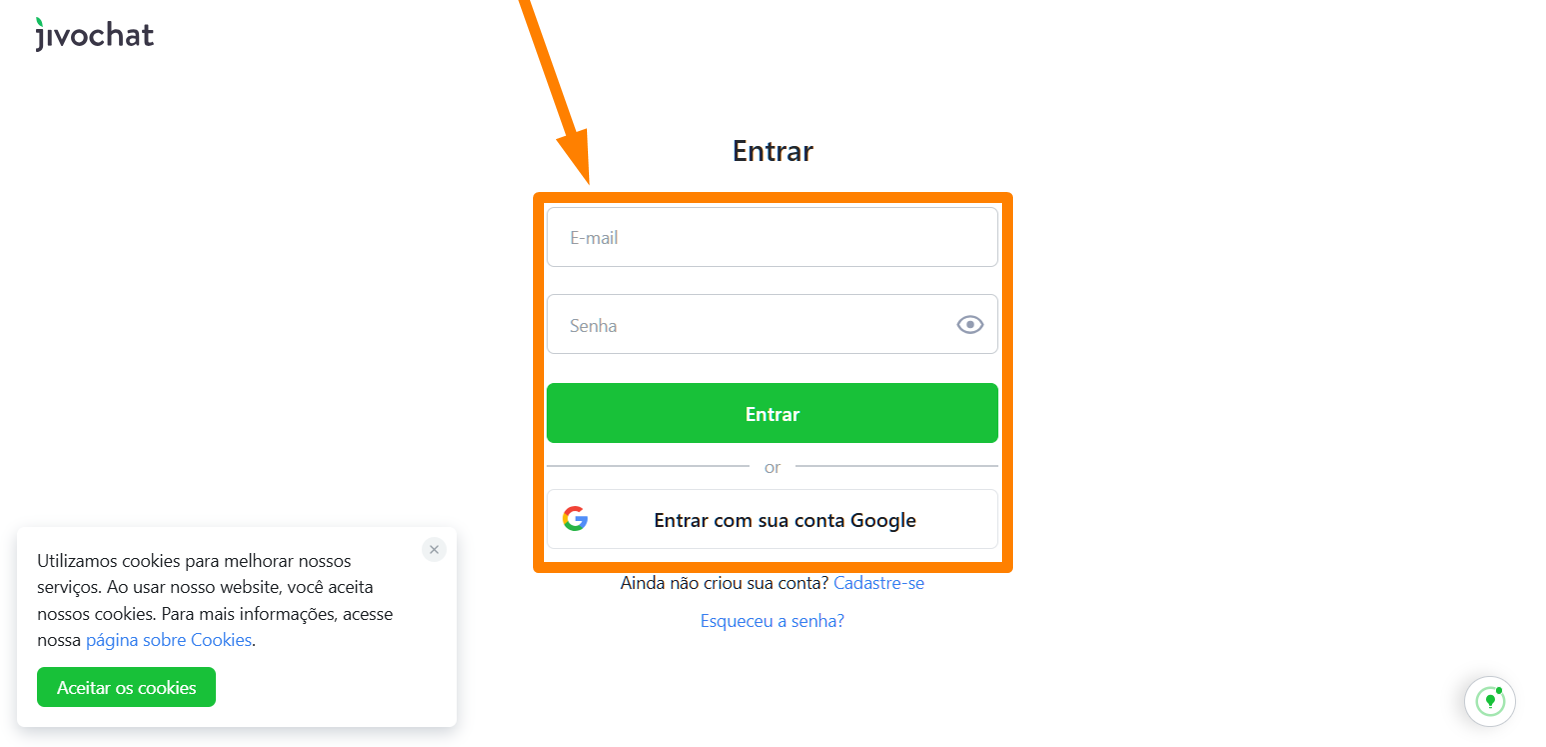 jivochat
Entrar
E-mail
Senha
Entrar
or
Entrar com sua conta Google
Ainda não criou sua conta? Cadastre-se
Esqueceu a senha?
Utilizamos cookies para melhorar nossos
serviços. Ao usar nosso website, você aceita
nossos cookies. Para mais informações, acesse
nossa página sobre Cookies.
Aceitar os cookies